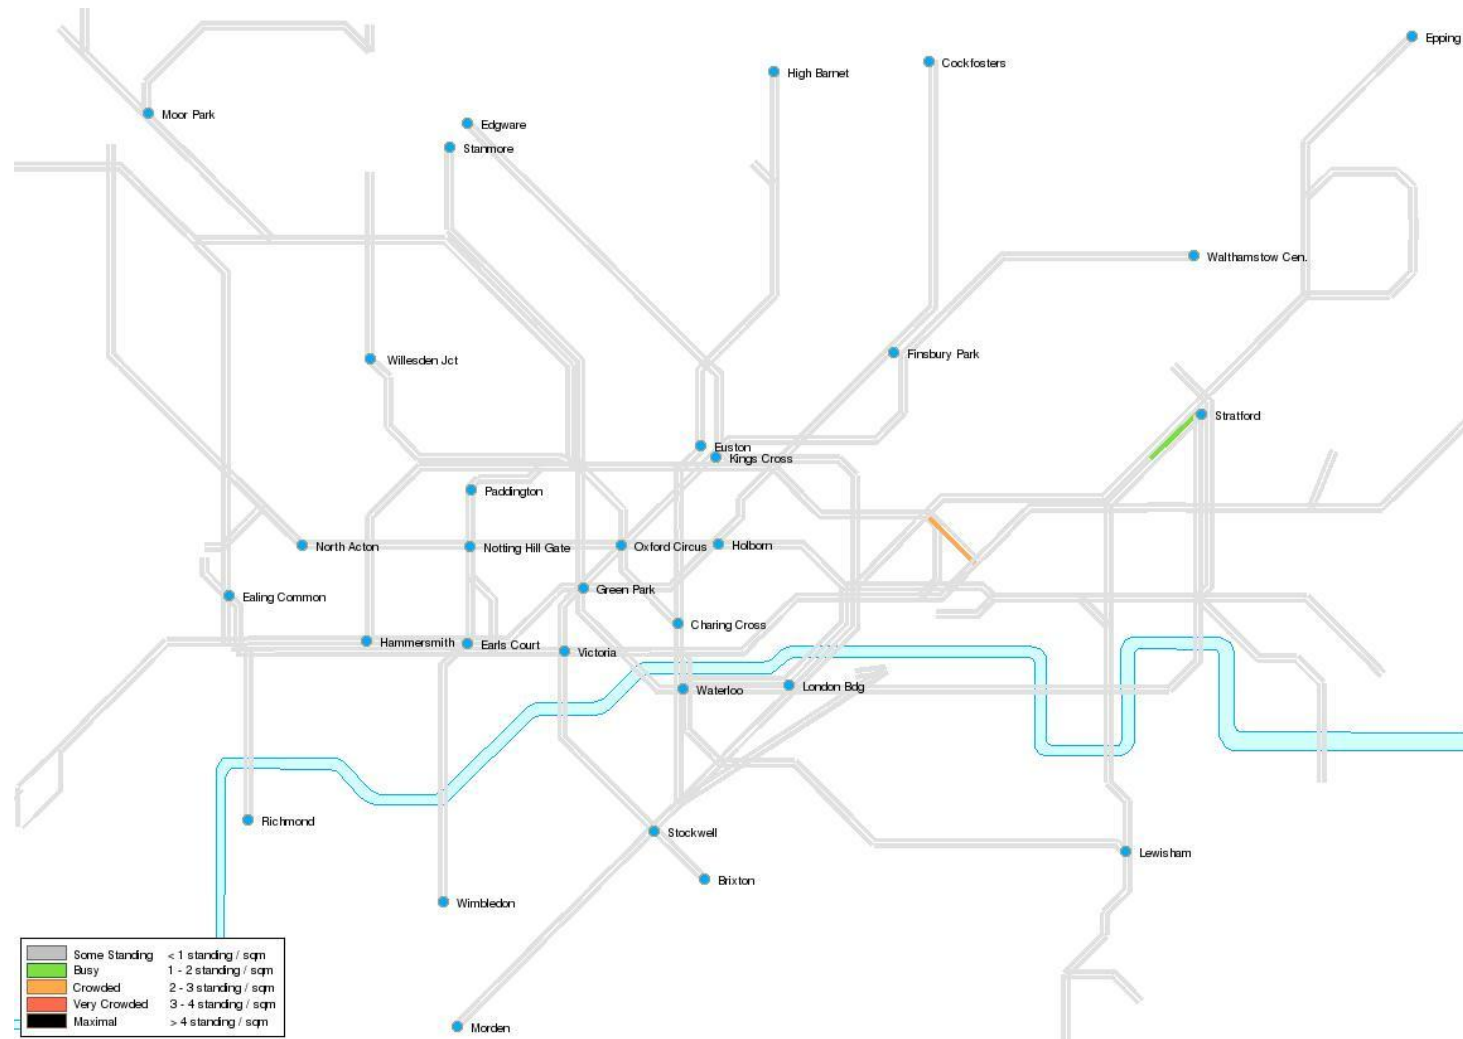 Epping
Cockfosters
High Barnet
Moor Park
Edgware
Stanmore
Walthamstow Cen.
Finsbury Park
Willesden Jct
Stratford
Euston
Kings Cross
Paddington
North Acton
Notting Hill Gate
Oxford Circus
Holborn
Green Park
Ealing Common
Charing Cross
Hammersmith
Earls Court
Victoria
Waterloo
London Bdg
Richmond
Stockwell
Lewisham
Brixton
Wimbledon
Morden
Some Standing < 1 standing / sqm
Busy 1 - 2 standing / sqm
Crowded 2 - 3 standing / sqm
Very Crowded 3 - 4 standing / sqm
Maximal > 4 standing / sqm